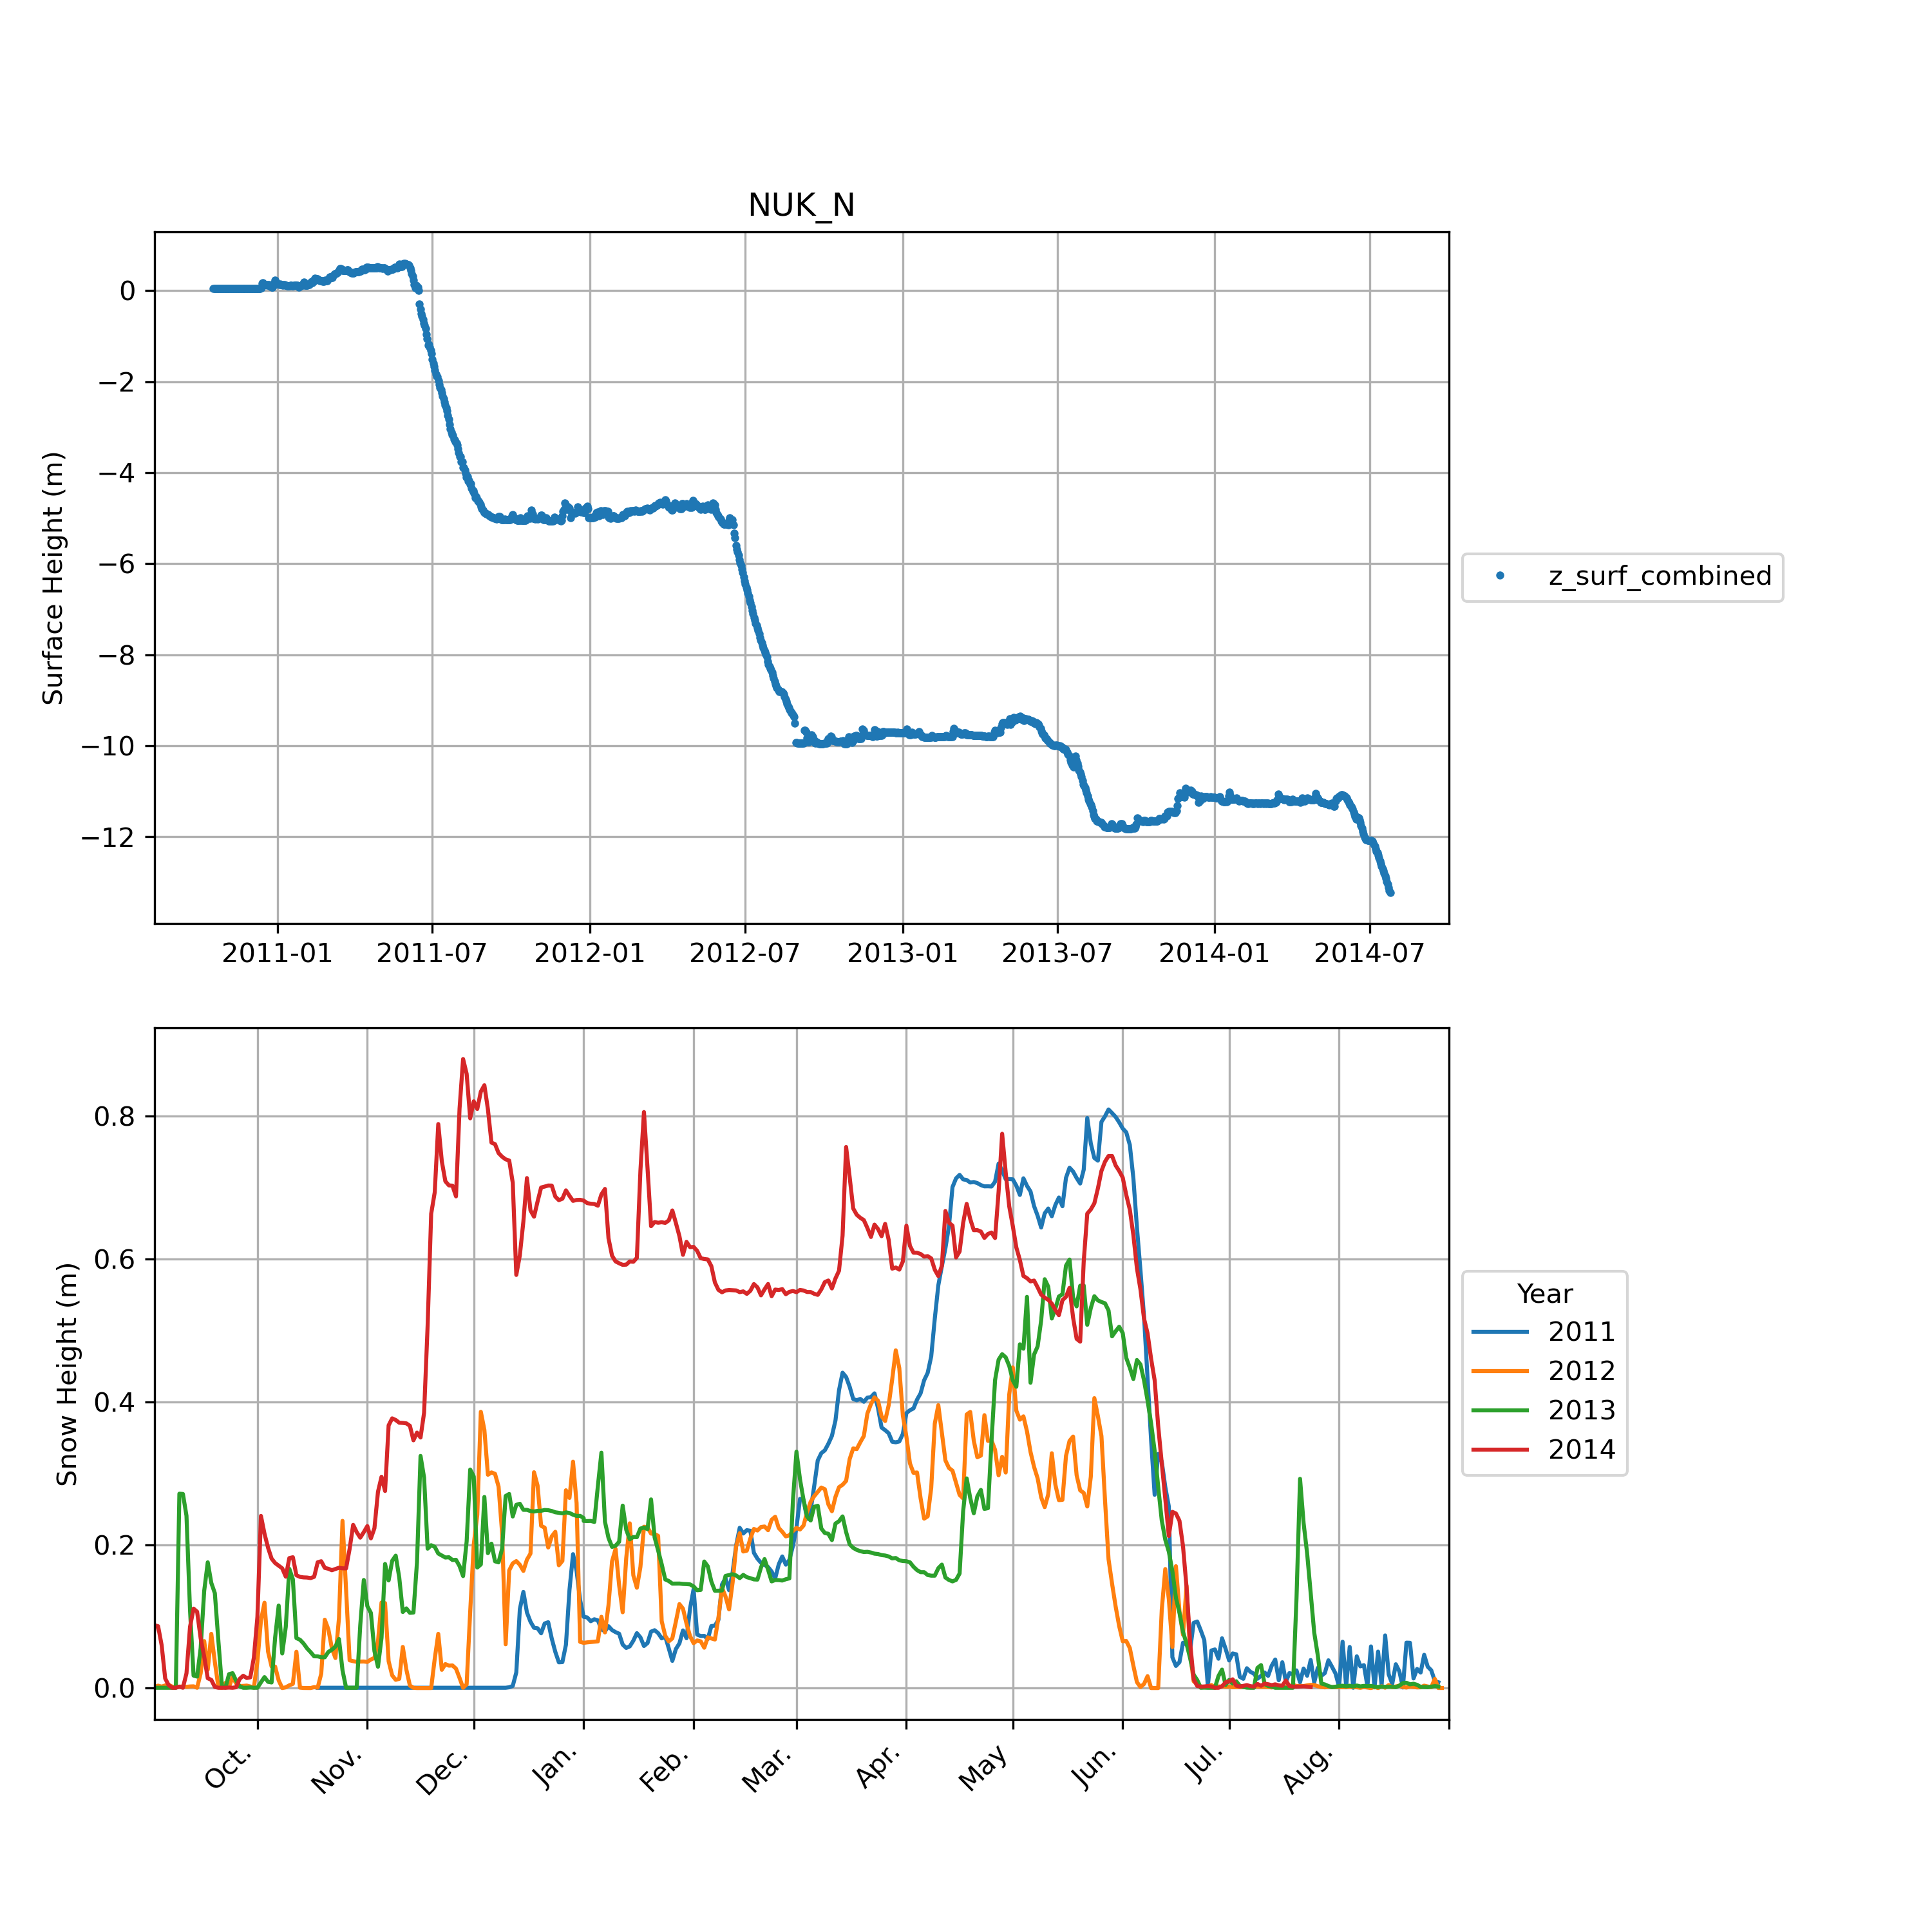 NUK_N
Surface Height (m)
0
−2
−4
−6
−8
−10
−12
2011-01 2011-07 2012-01 2012-07 2013-01 2013-07 2014-01 2014-07
z_surf_combined
Snow Height (m)
0.8
0.6
0.4
0.2
0.0
Oct. Nov. Dec. Jan. Feb. Mar. Apr. May Jun. Jul. Aug.
Year
2011
2012
2013
2014